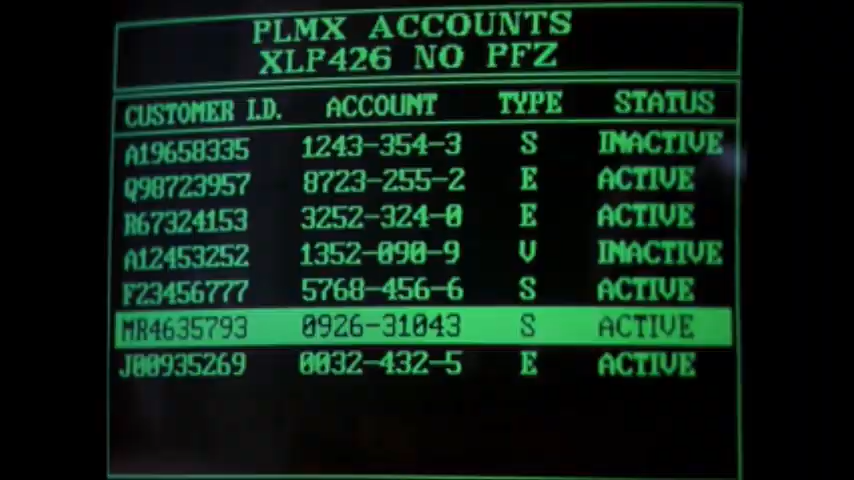 PLMX ACCOUNTS
XLP426 NO PFZ
CUSTOMER I.D. ACCOUNT TYPE STATUS
A19658335 1243-354-3 S INACTIVE
Q98723957 8723-255-2 E ACTIVE
R67324153 3252-324-0 E ACTIVE
A12453252 1352-090-9 V INACTIVE
F23456777 5768-456-6 S ACTIVE
MR4635793 0926-31043 S ACTIVE
J00935269 0032-432-5 E ACTIVE